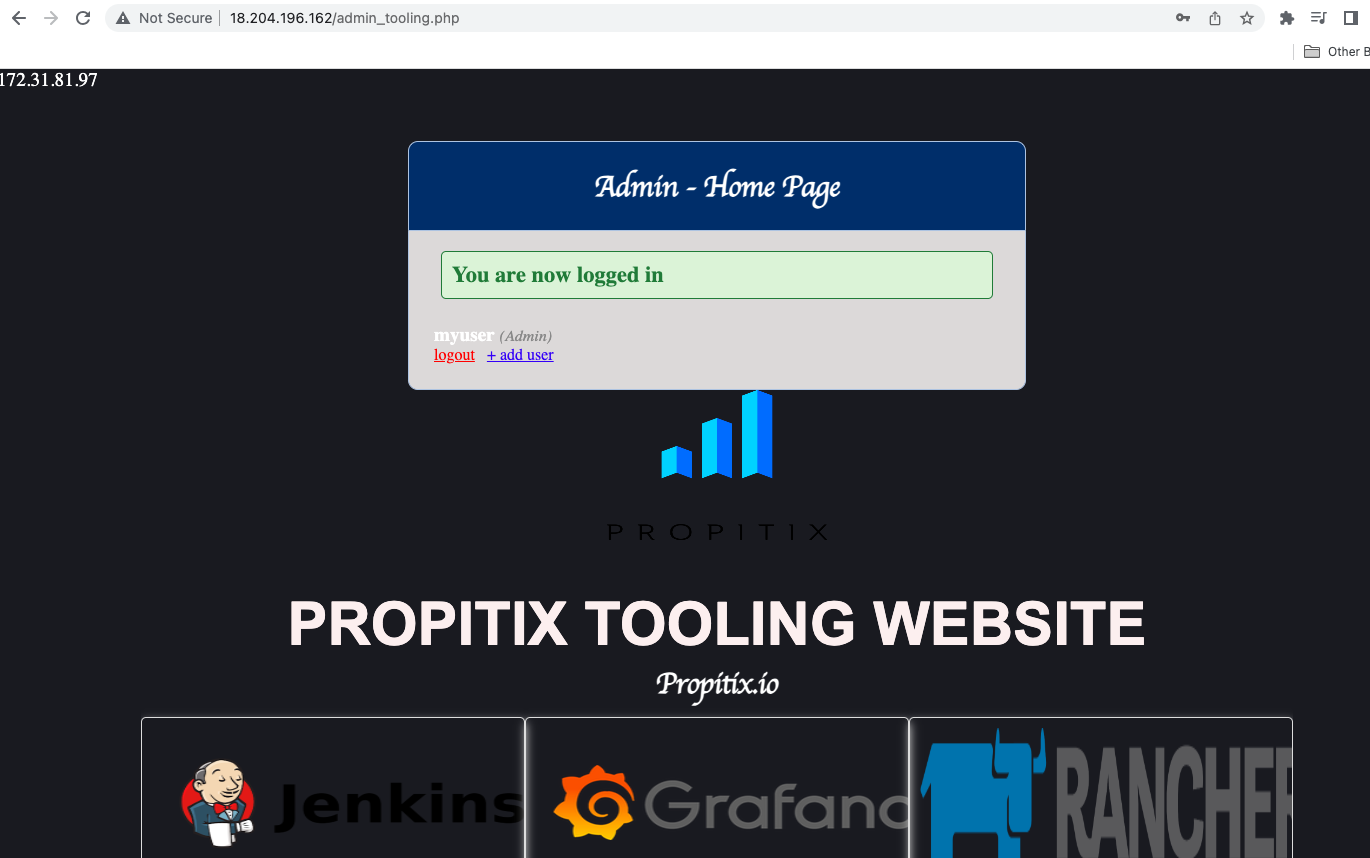 Not Secure | 18.204.196.162/admin_tooling.php
Other B
172.31.81.97
Admin - Home Page
You are now logged in
myuser (Admin)
logout + add user
PROPITIX
PROPITIX TOOLING WEBSITE
Propitix.io
Jenkins Grafana RANCHER